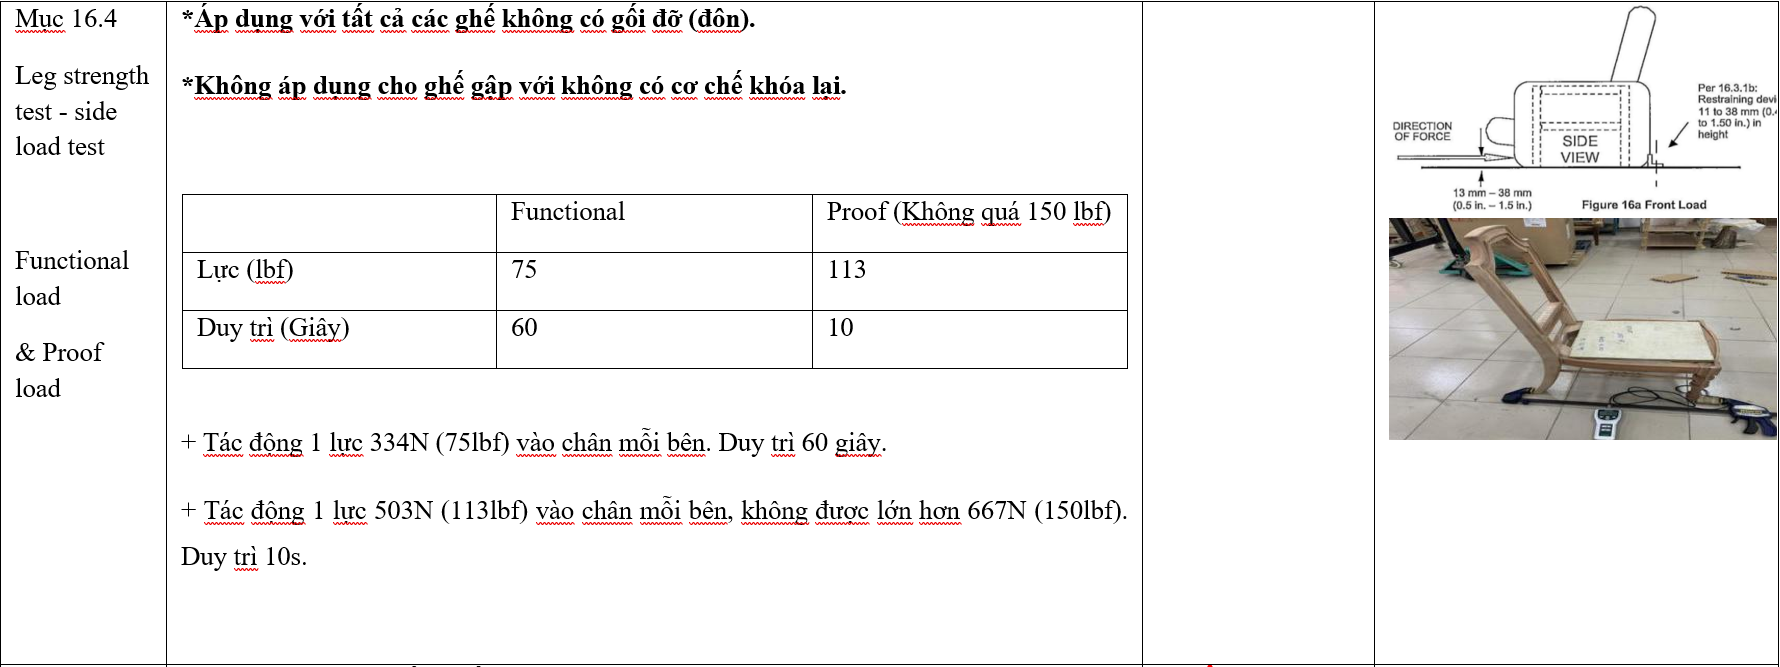 Mục 16.4
Leg strength
test - side
load test
Functional
load
& Proof
load
*Áp dụng với tất cả các ghế không có gối đỡ (đôn).
*Không áp dụng cho ghế gập với không có cơ chế khóa lại.
Functional
Proof (Không quá 150 lbf)
Lực (lbf)
75
113
Duy trì (Giây)
60
10
+ Tác động 1 lực 334N (75lbf) vào chân mỗi bên. Duy trì 60 giây.
+ Tác động 1 lực 503N (113lbf) vào chân mỗi bên, không được lớn hơn 667N (150lbf).
Duy trì 10s.
Per 16.3.1b:
Restraining devi
11 to 38 mm (0.
to 1.50 in.) in
height
DIRECTION
OF FORCE
SIDE
VIEW
13 mm – 38 mm
(0.5 in. – 1.5 in.)
Figure 16a Front Load